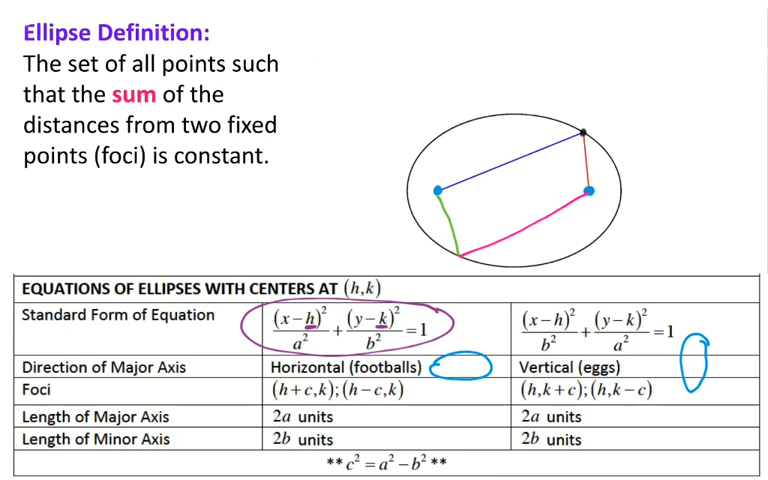 Ellipse Definition:
The set of all points such
that the sum of the
distances from two fixed
points (foci) is constant.
EQUATIONS OF ELLIPSES WITH CENTERS AT (h,k)
Standard Form of Equation (x−h)²/a² + (y−k)²/b² = 1 (x−h)²/b² + (y−k)²/a² = 1
Direction of Major Axis Horizontal (footballs) Vertical (eggs)
Foci (h+c,k);(h−c,k) (h,k+c);(h,k−c)
Length of Major Axis 2a units 2a units
Length of Minor Axis 2b units 2b units
**c² = a² − b²**